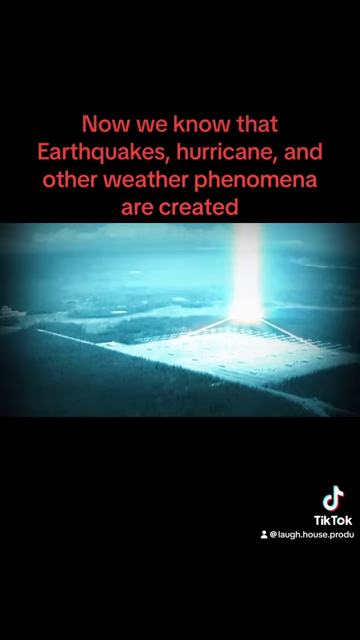 Now we know that
Earthquakes, hurricane, and
other weather phenomena
are created
TikTok
@laugh.house.produ